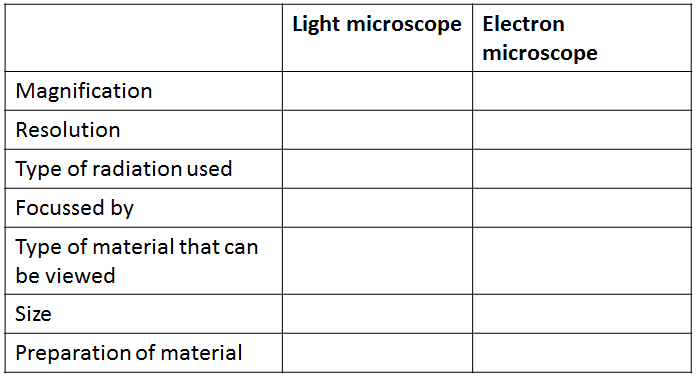 Light microscope
Electron
microscope
Magnification
Resolution
Type of radiation used
Focussed by
Type of material that can
be viewed
Size
Preparation of material